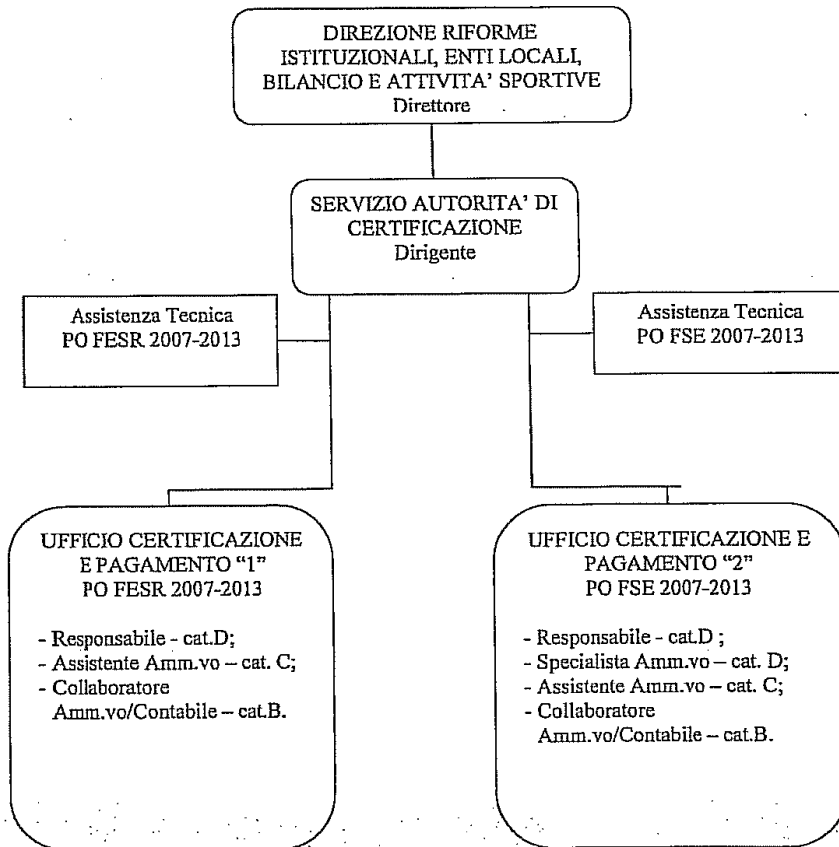 DIREZIONE RIFORME
ISTITUZIONALI, ENTI LOCALI,
BILANCIO E ATTIVITA' SPORTIVE
Direttore
SERVIZIO AUTORITA' DI
CERTIFICAZIONE
Dirigente
Assistenza Tecnica
PO FESR 2007-2013
Assistenza Tecnica
PO FSE 2007-2013
UFFICIO CERTIFICAZIONE
E PAGAMENTO "1"
PO FESR 2007-2013
- Responsabile - cat.D;
- Assistente Amm.vo – cat. C;
- Collaboratore
Amm.vo/Contabile – cat.B.
UFFICIO CERTIFICAZIONE E
PAGAMENTO "2"
PO FSE 2007-2013
- Responsabile - cat.D ;
- Specialista Amm.vo – cat. D;
- Assistente Amm.vo – cat. C;
- Collaboratore
Amm.vo/Contabile – cat.B.